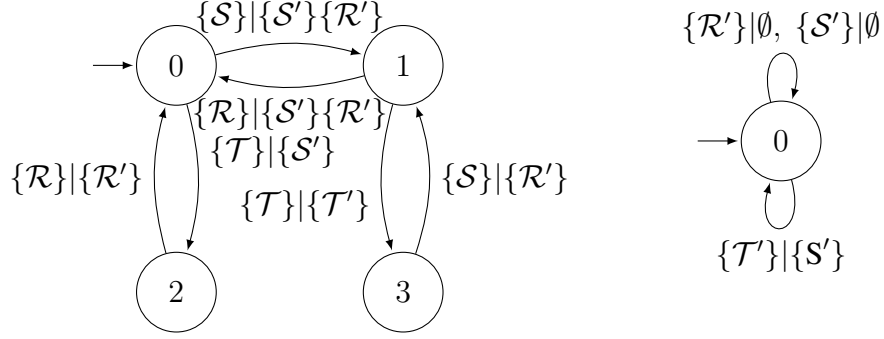 {𝒮}|{𝒮′}{ℛ′}
0
1
{ℛ}|{𝒮′}{ℛ′}
{𝒯}|{𝒮′}
{ℛ}|{ℛ′}
{𝒯}|{𝒯′}
{𝒮}|{ℛ′}
2
3
{ℛ′}|∅, {𝒮′}|∅
0
{𝒯′}|{𝐒′}